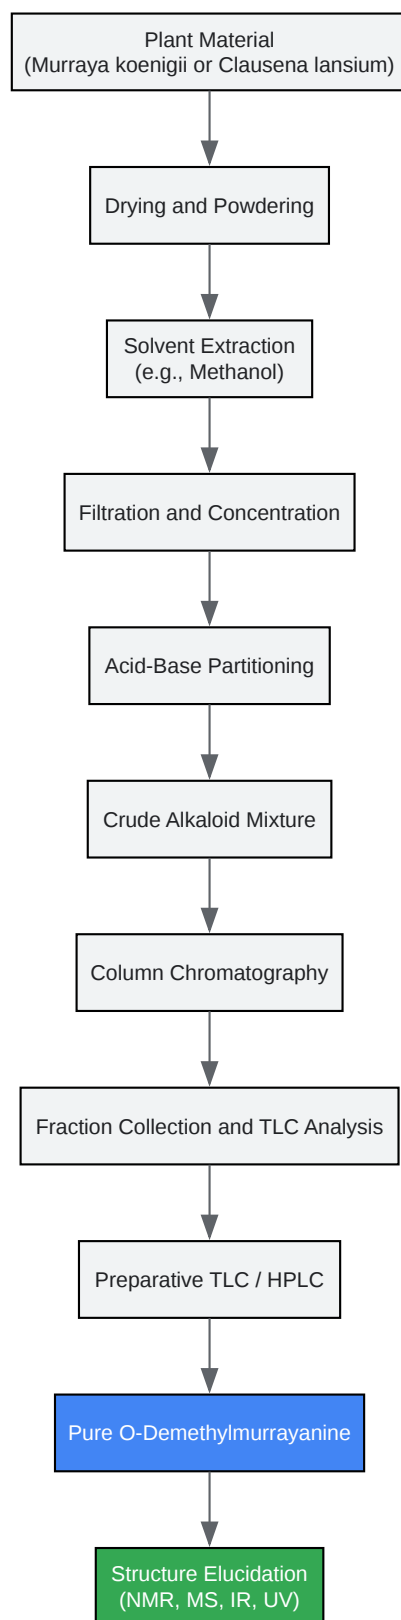 Plant Material
(Murraya koenigii or Clausena lansium)
Drying and Powdering
Solvent Extraction
(e.g., Methanol)
Filtration and Concentration
Acid-Base Partitioning
Crude Alkaloid Mixture
Column Chromatography
Fraction Collection and TLC Analysis
Preparative TLC / HPLC
Pure O-Demethylmurrayanine
Structure Elucidation
(NMR, MS, IR, UV)